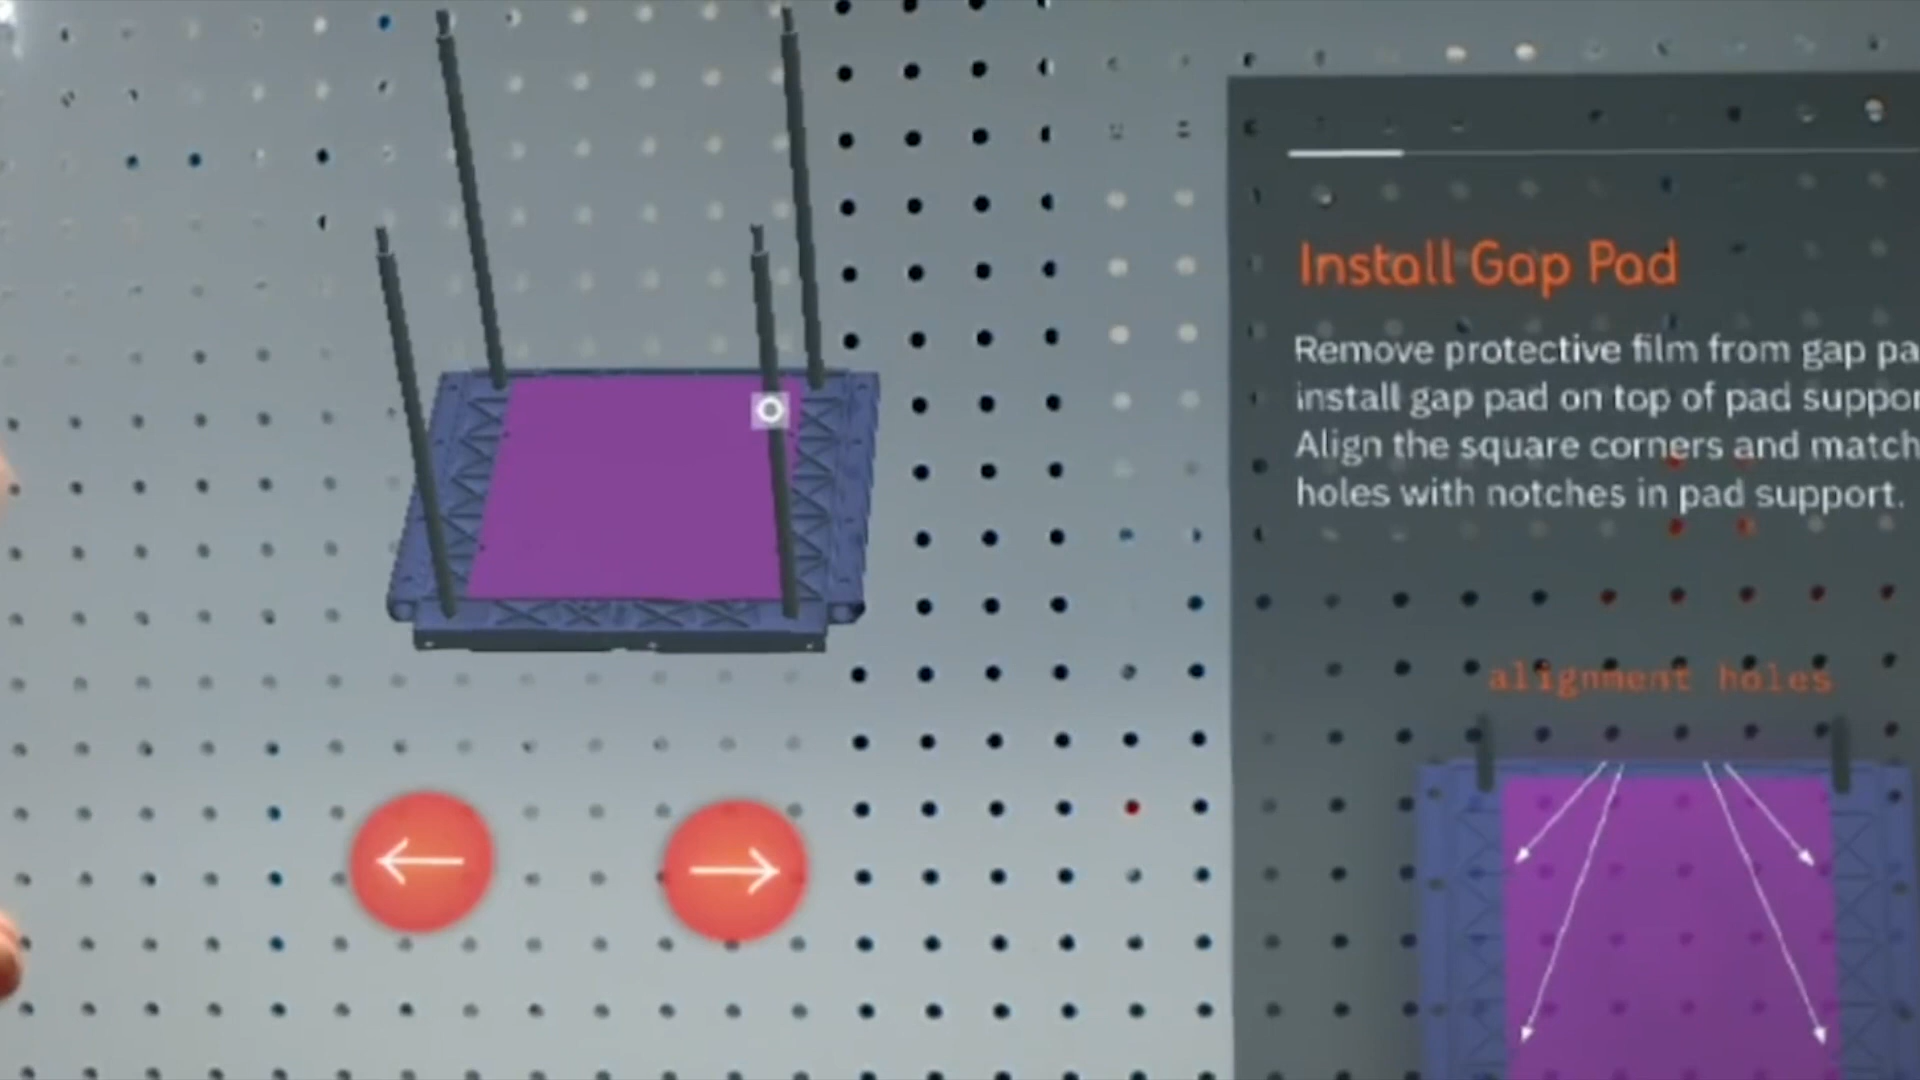 Install Gap Pad
Remove protective film from gap pa
install gap pad on top of pad suppor
Align the square corners and match
holes with notches in pad support.
alignment holes